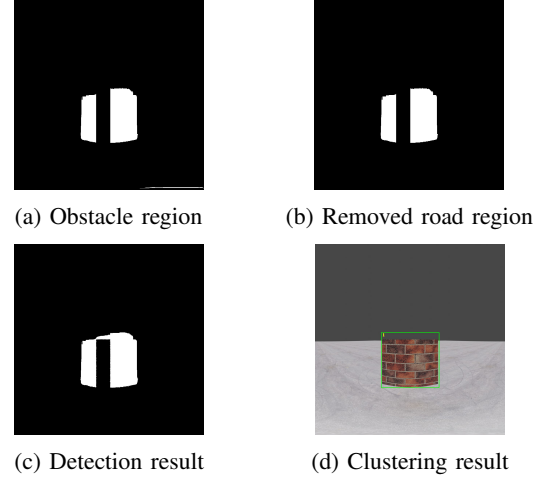 (a) Obstacle region
(b) Removed road region
(c) Detection result
(d) Clustering result